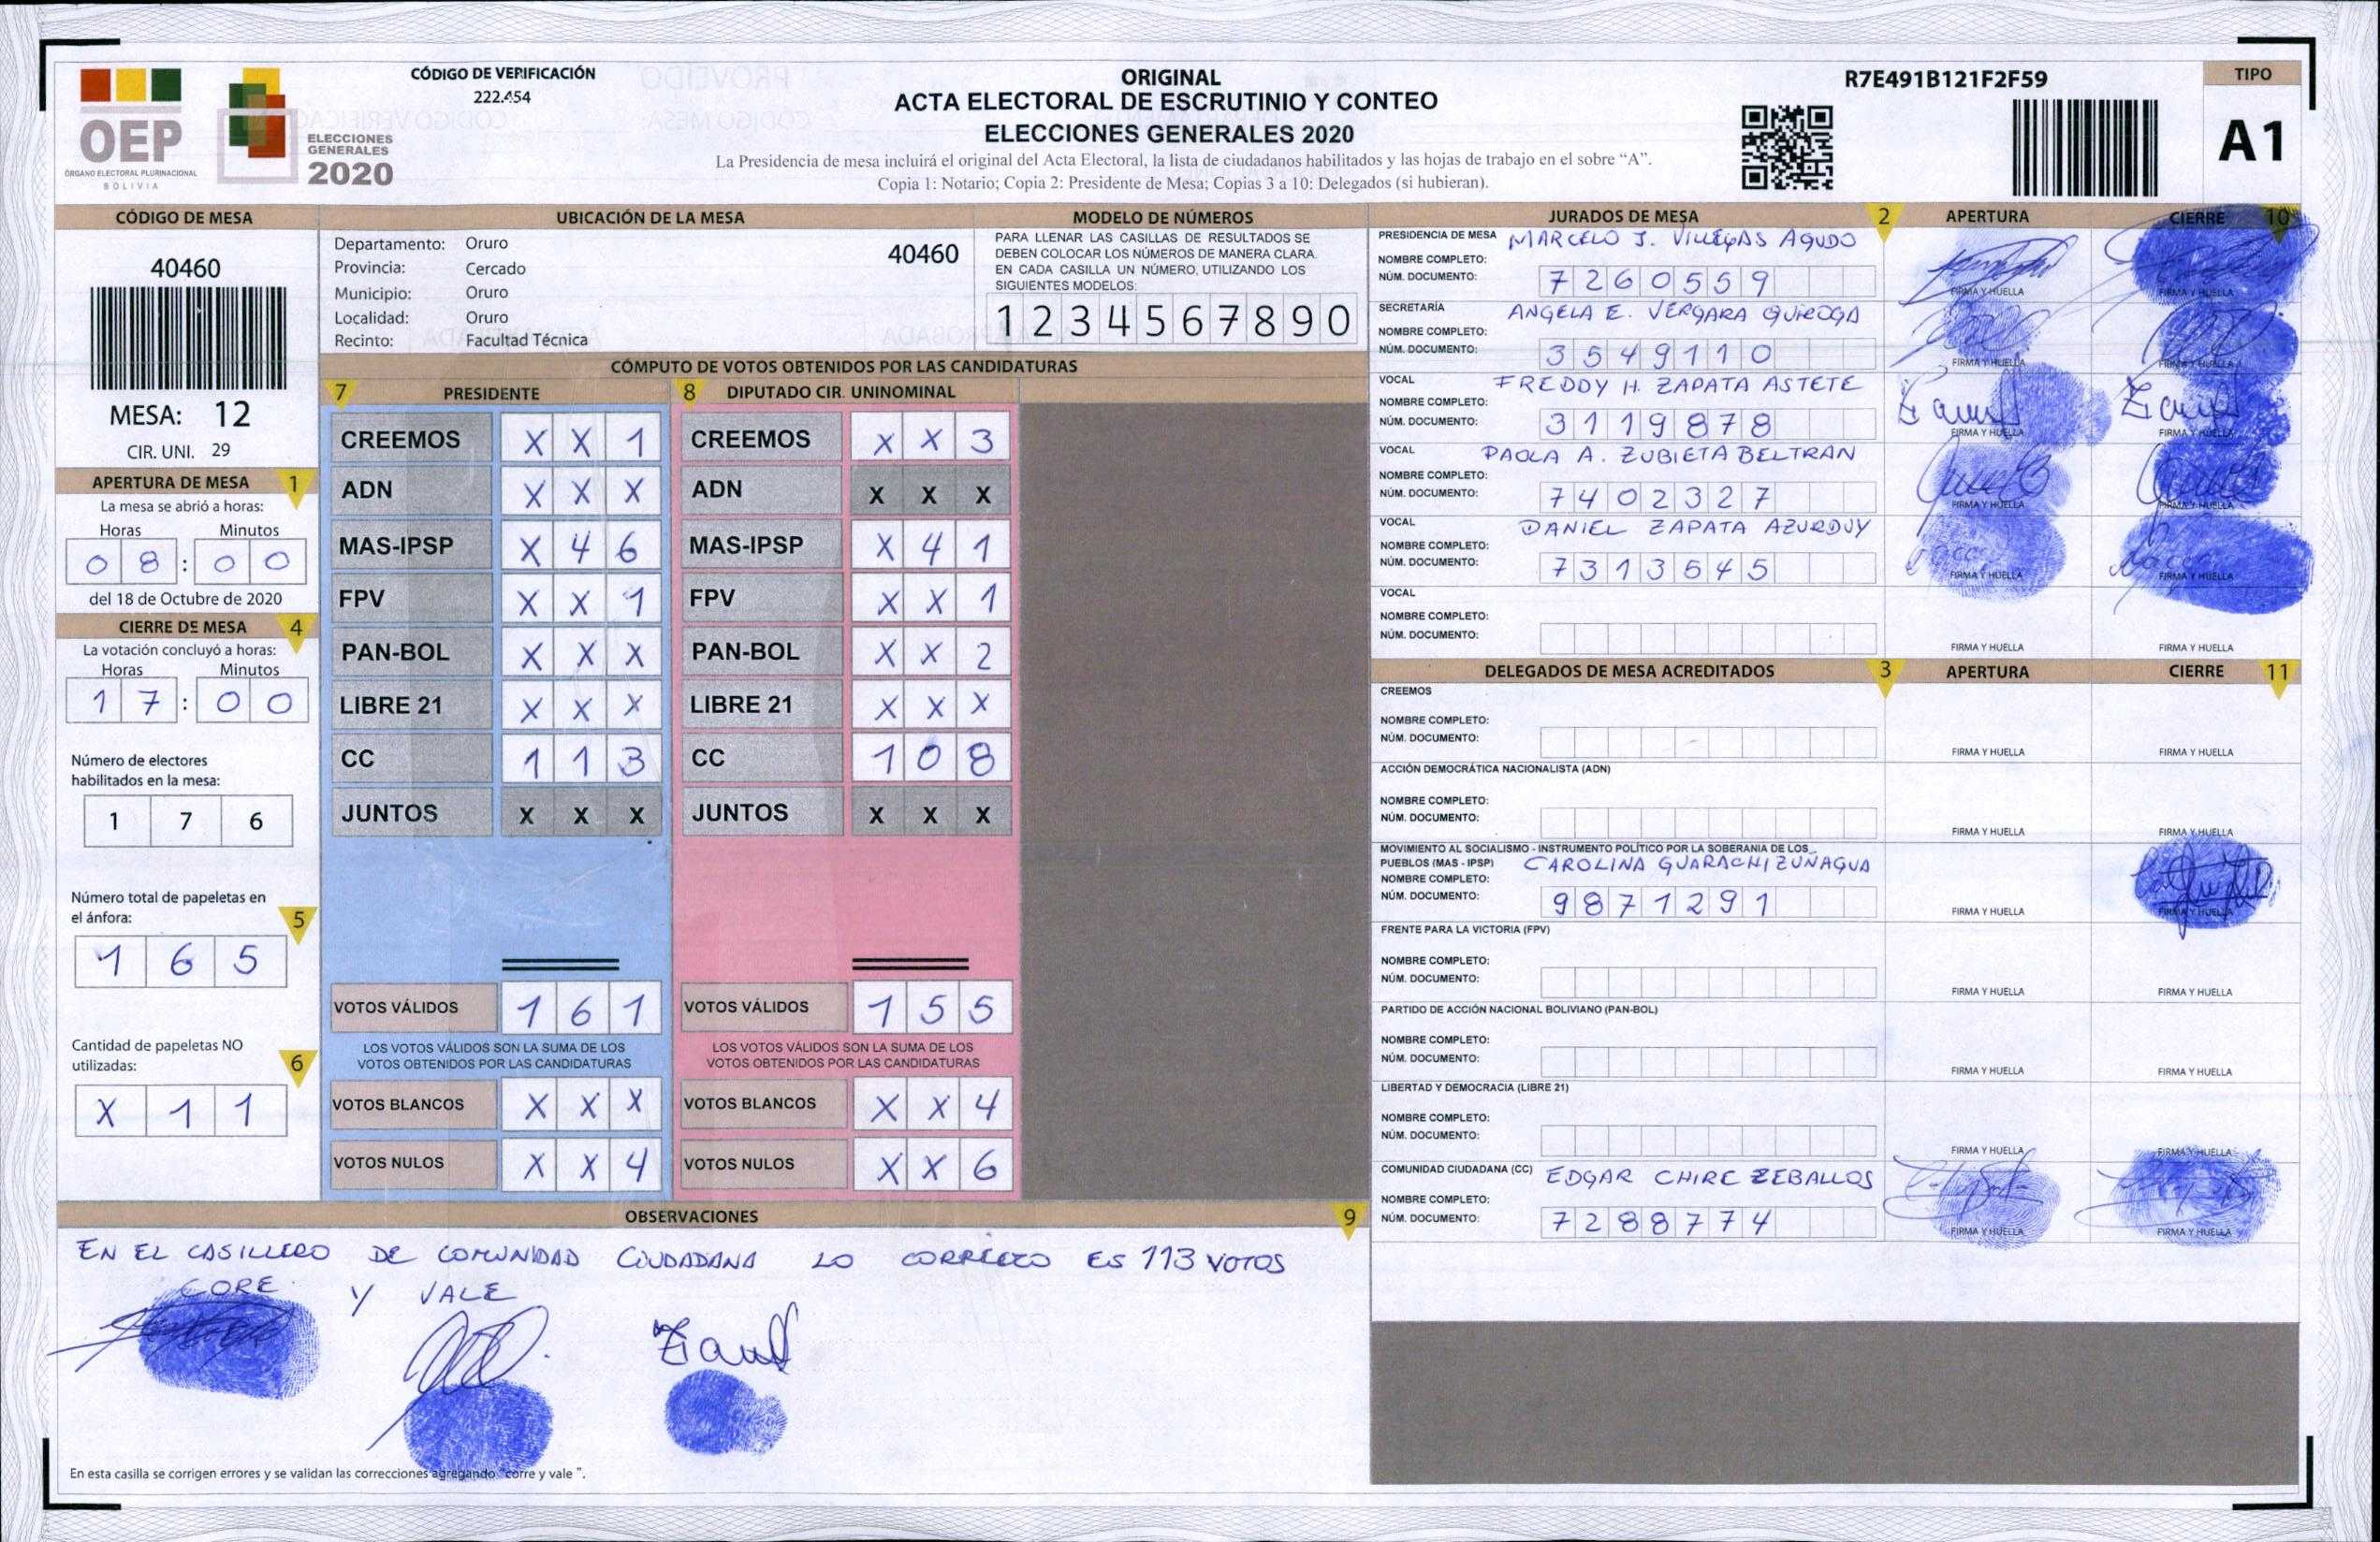 CÓDIGO DE VERIFICACIÓN
222.454
OEP
ÓRGANO ELECTORAL PLURINACIONAL
BOLIVIA
ELECCIONES
GENERALES
2020
ORIGINAL
ACTA ELECTORAL DE ESCRUTINIO Y CONTEO
ELECCIONES GENERALES 2020
La Presidencia de mesa incluirá el original del Acta Electoral, la lista de ciudadanos habilitados y las hojas de trabajo en el sobre “A”.
Copia 1: Notario; Copia 2: Presidente de Mesa; Copias 3 a 10: Delegados (si hubieran).
R7E491B121F2F59
TIPO
A1
CÓDIGO DE MESA
40460
MESA: 12
CIR. UNI. 29
APERTURA DE MESA 1
La mesa se abrió a horas:
Horas Minutos
0 8 : 0 0
del 18 de Octubre de 2020
CIERRE DE MESA 4
La votación concluyó a horas:
Horas Minutos
1 7 : 0 0
Número de electores
habilitados en la mesa:
1 7 6
Número total de papeletas en
el ánfora: 5
1 6 5
Cantidad de papeletas NO
utilizadas: 6
X 1 1
UBICACIÓN DE LA MESA
Departamento: Oruro
Provincia: Cercado
Municipio: Oruro
Localidad: Oruro
Recinto: Facultad Técnica
40460
MODELO DE NÚMEROS
PARA LLENAR LAS CASILLAS DE RESULTADOS SE
DEBEN COLOCAR LOS NÚMEROS DE MANERA CLARA.
EN CADA CASILLA UN NÚMERO, UTILIZANDO LOS
SIGUIENTES MODELOS:
1 2 3 4 5 6 7 8 9 0
CÓMPUTO DE VOTOS OBTENIDOS POR LAS CANDIDATURAS
7 PRESIDENTE
CREEMOS X X 1
ADN X X X
MAS-IPSP X 4 6
FPV X X 1
PAN-BOL X X X
LIBRE 21 X X X
CC 1 1 3
JUNTOS X X X
VOTOS VÁLIDOS 1 6 1
LOS VOTOS VÁLIDOS SON LA SUMA DE LOS
VOTOS OBTENIDOS POR LAS CANDIDATURAS
VOTOS BLANCOS X X X
VOTOS NULOS X X 4
8 DIPUTADO CIR. UNINOMINAL
CREEMOS X X 3
ADN X X X
MAS-IPSP X 4 1
FPV X X 1
PAN-BOL X X 2
LIBRE 21 X X X
CC 1 0 8
JUNTOS X X X
VOTOS VÁLIDOS 1 5 5
LOS VOTOS VÁLIDOS SON LA SUMA DE LOS
VOTOS OBTENIDOS POR LAS CANDIDATURAS
VOTOS BLANCOS X X 4
VOTOS NULOS X X 6
OBSERVACIONES 9
EN EL CASILLERO DE COMUNIDAD CIUDADANA LO CORRECTO ES 113 VOTOS
CORE Y VALE
En esta casilla se corrigen errores y se validan las correcciones agregando “corre y vale ”.
JURADOS DE MESA 2 APERTURA CIERRE 10
PRESIDENCIA DE MESA MARCELO J. VILLEGAS AGUDO
NOMBRE COMPLETO:
NÚM. DOCUMENTO: 7260559 FIRMA Y HUELLA FIRMA Y HUELLA
SECRETARÍA ANGELA E. VERGARA QUIROGA
NOMBRE COMPLETO:
NÚM. DOCUMENTO: 3549110 FIRMA Y HUELLA FIRMA Y HUELLA
VOCAL FREDDY H. ZAPATA ASTETE
NOMBRE COMPLETO:
NÚM. DOCUMENTO: 3119878 FIRMA Y HUELLA FIRMA Y HUELLA
VOCAL PAOLA A. ZUBIETA BELTRAN
NOMBRE COMPLETO:
NÚM. DOCUMENTO: 7402327 FIRMA Y HUELLA FIRMA Y HUELLA
VOCAL DANIEL ZAPATA AZURDUY
NOMBRE COMPLETO:
NÚM. DOCUMENTO: 7313545 FIRMA Y HUELLA FIRMA Y HUELLA
VOCAL
NOMBRE COMPLETO:
NÚM. DOCUMENTO: FIRMA Y HUELLA FIRMA Y HUELLA
DELEGADOS DE MESA ACREDITADOS 3 APERTURA CIERRE 11
CREEMOS
NOMBRE COMPLETO:
NÚM. DOCUMENTO: FIRMA Y HUELLA FIRMA Y HUELLA
ACCIÓN DEMOCRÁTICA NACIONALISTA (ADN)
NOMBRE COMPLETO:
NÚM. DOCUMENTO: FIRMA Y HUELLA FIRMA Y HUELLA
MOVIMIENTO AL SOCIALISMO - INSTRUMENTO POLÍTICO POR LA SOBERANIA DE LOS
PUEBLOS (MAS - IPSP) CAROLINA GUARACHI ZUÑAGUA
NOMBRE COMPLETO:
NÚM. DOCUMENTO: 9871291 FIRMA Y HUELLA FIRMA Y HUELLA
FRENTE PARA LA VICTORIA (FPV)
NOMBRE COMPLETO:
NÚM. DOCUMENTO: FIRMA Y HUELLA FIRMA Y HUELLA
PARTIDO DE ACCIÓN NACIONAL BOLIVIANO (PAN-BOL)
NOMBRE COMPLETO:
NÚM. DOCUMENTO: FIRMA Y HUELLA FIRMA Y HUELLA
LIBERTAD Y DEMOCRACIA (LIBRE 21)
NOMBRE COMPLETO:
NÚM. DOCUMENTO: FIRMA Y HUELLA FIRMA Y HUELLA
COMUNIDAD CIUDADANA (CC) EDGAR CHIRE ZEBALLOS
NOMBRE COMPLETO:
NÚM. DOCUMENTO: 7288774 FIRMA Y HUELLA FIRMA Y HUELLA